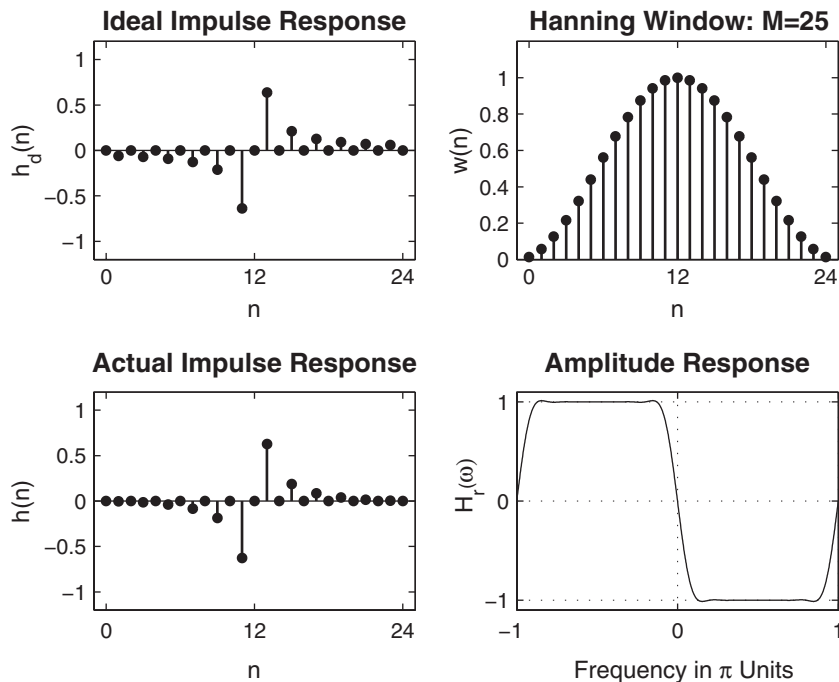 Ideal Impulse Response
1
0.5
0
−0.5
−1
h_d(n)
0 12 24
n
Hanning Window: M=25
1
0.8
0.6
0.4
0.2
0
w(n)
0 12 24
n
Actual Impulse Response
1
0.5
0
−0.5
−1
h(n)
0 12 24
n
Amplitude Response
1
0
−1
H_r(ω)
−1 0 1
Frequency in π Units